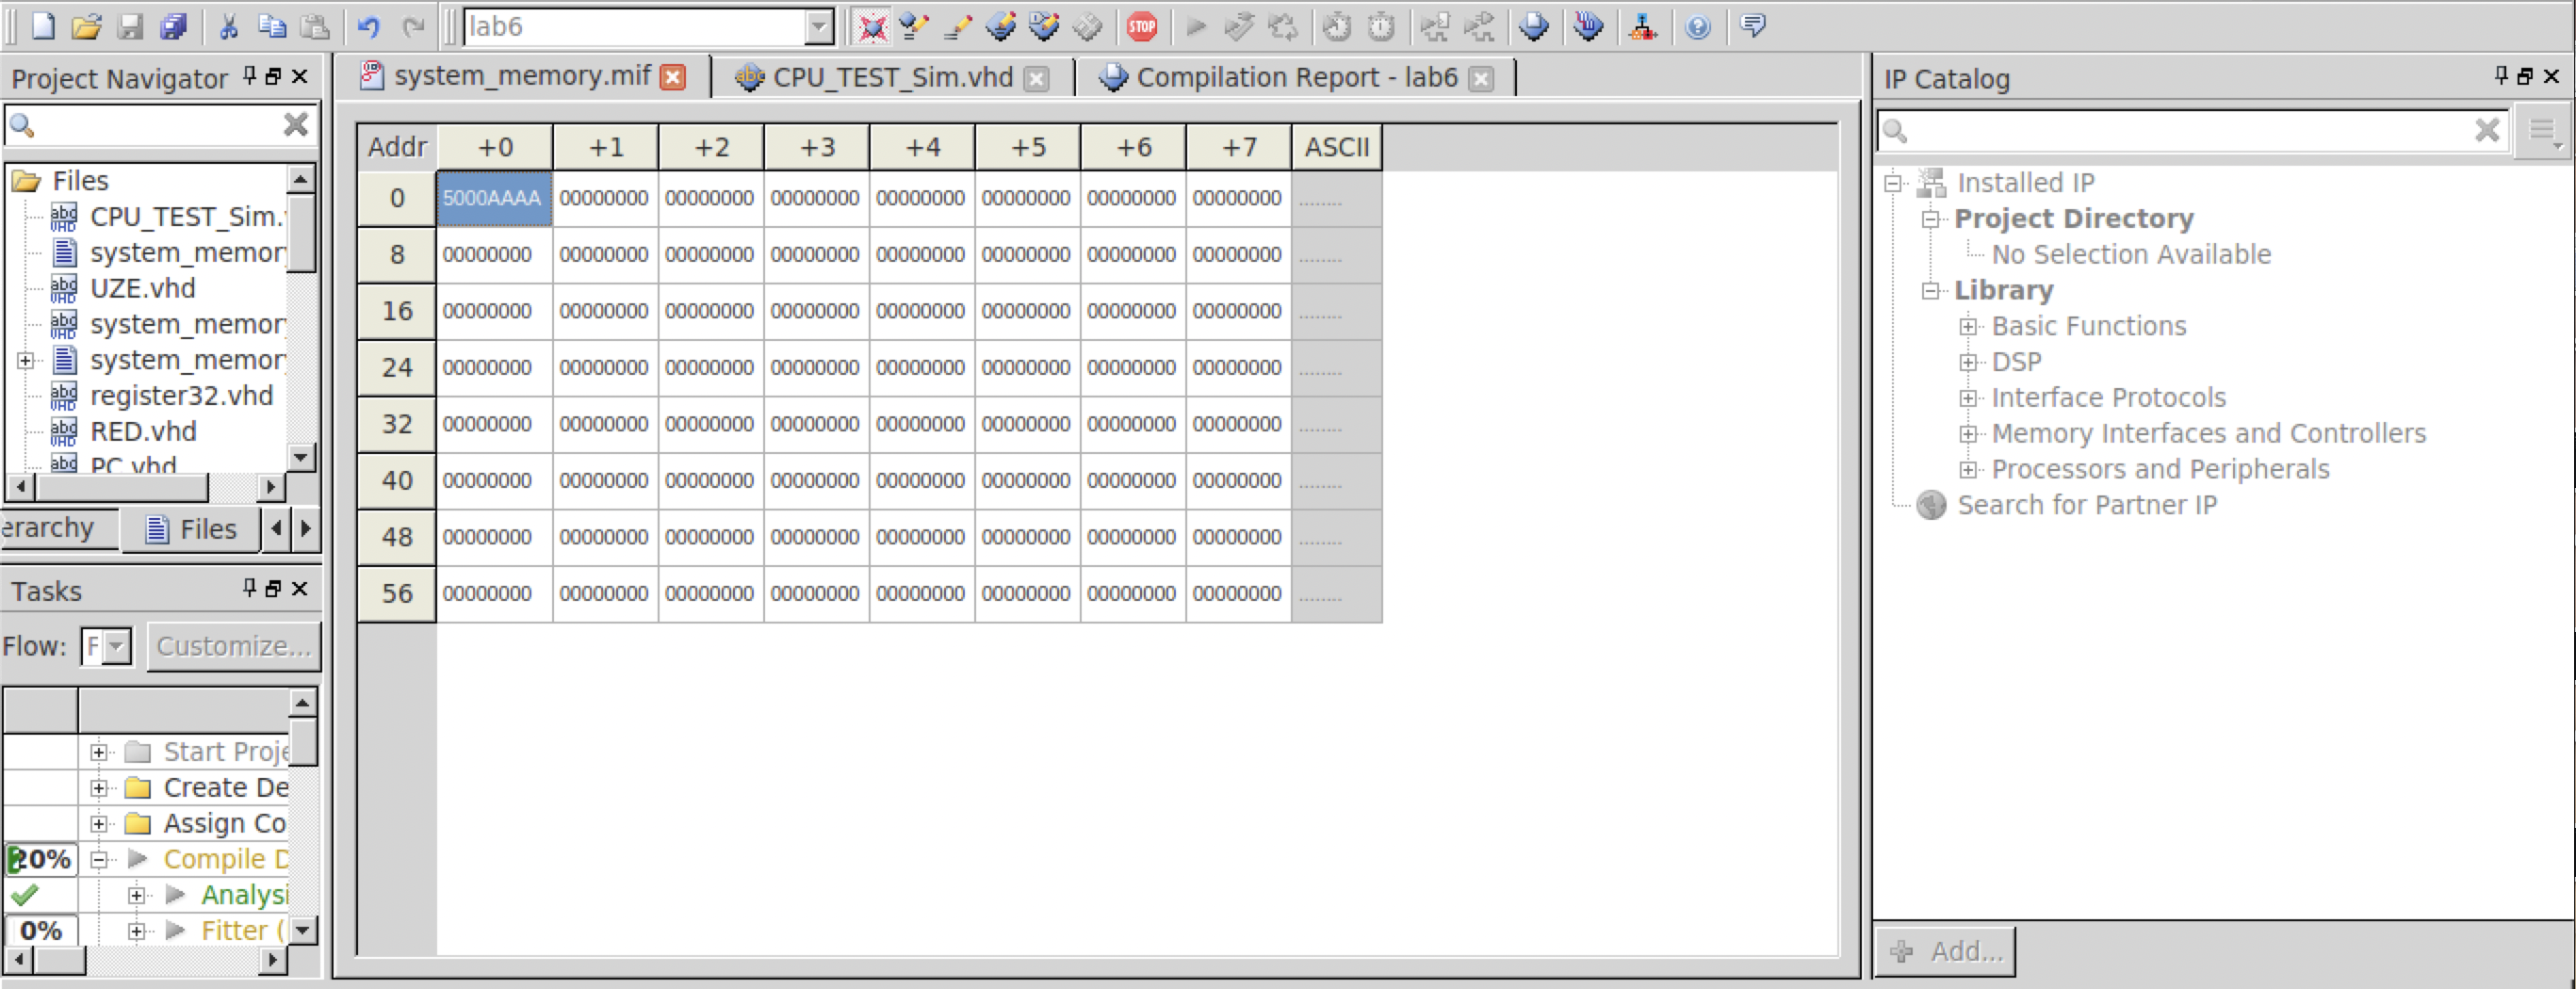 lab6
STOP
Project Navigator
Files
CPU_TEST_Sim.
system_memor
UZE.vhd
system_memor
system_memor
register32.vhd
RED.vhd
PC.vhd
erarchy
Files
Tasks
Flow: F Customize...
Start Proje
Create De
Assign Co
20% Compile D
Analysi
0% Fitter (
system_memory.mif CPU_TEST_Sim.vhd Compilation Report - lab6
Addr +0 +1 +2 +3 +4 +5 +6 +7 ASCII
0 5000AAAA 00000000 00000000 00000000 00000000 00000000 00000000 00000000 ........
8 00000000 00000000 00000000 00000000 00000000 00000000 00000000 00000000 ........
16 00000000 00000000 00000000 00000000 00000000 00000000 00000000 00000000 ........
24 00000000 00000000 00000000 00000000 00000000 00000000 00000000 00000000 ........
32 00000000 00000000 00000000 00000000 00000000 00000000 00000000 00000000 ........
40 00000000 00000000 00000000 00000000 00000000 00000000 00000000 00000000 ........
48 00000000 00000000 00000000 00000000 00000000 00000000 00000000 00000000 ........
56 00000000 00000000 00000000 00000000 00000000 00000000 00000000 00000000 ........
IP Catalog
Installed IP
Project Directory
No Selection Available
Library
Basic Functions
DSP
Interface Protocols
Memory Interfaces and Controllers
Processors and Peripherals
Search for Partner IP
Add...